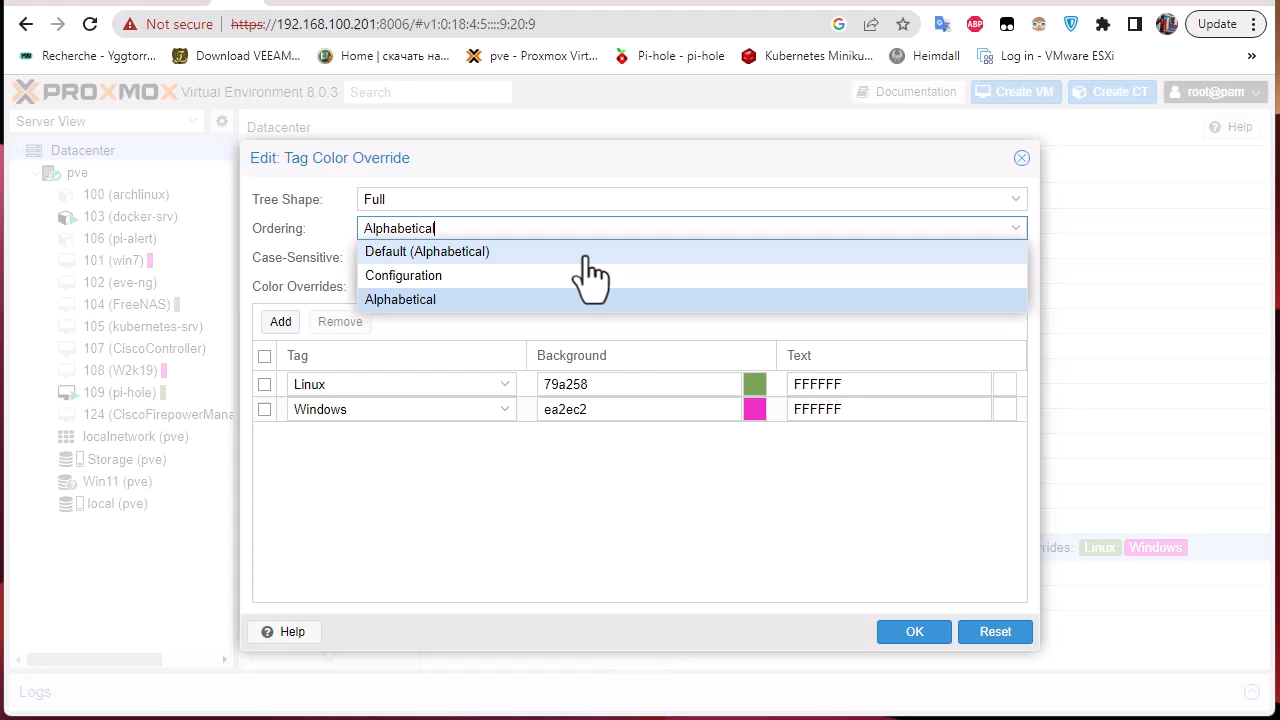 Not secure https://192.168.100.201:8006/#v1:0:18:4:5::::9:20:9 Update
Recherche - Yggtorr... Download VEEAM... Home | скачать на... pve - Proxmox Virt... Pi-hole - pi-hole Kubernetes Miniku... Heimdall Log in - VMware ESXi »
PROXMOX Virtual Environment 8.0.3 Search Documentation Create VM Create CT root@pam
Server View
Datacenter
Help
Datacenter
pve
100 (archlinux)
103 (docker-srv)
106 (pi-alert)
101 (win7)
102 (eve-ng)
104 (FreeNAS)
105 (kubernetes-srv)
107 (CiscoController)
108 (W2k19)
109 (pi-hole)
124 (CiscoFirepowerMana
localnetwork (pve)
Storage (pve)
Win11 (pve)
local (pve)
Edit: Tag Color Override
Tree Shape: Full
Ordering: Alphabetical
Default (Alphabetical)
Configuration
Alphabetical
Case-Sensitive:
Color Overrides:
Add Remove
Tag Background Text
Linux 79a258 FFFFFF
Windows ea2ec2 FFFFFF
rides: Linux Windows
Help OK Reset
Logs